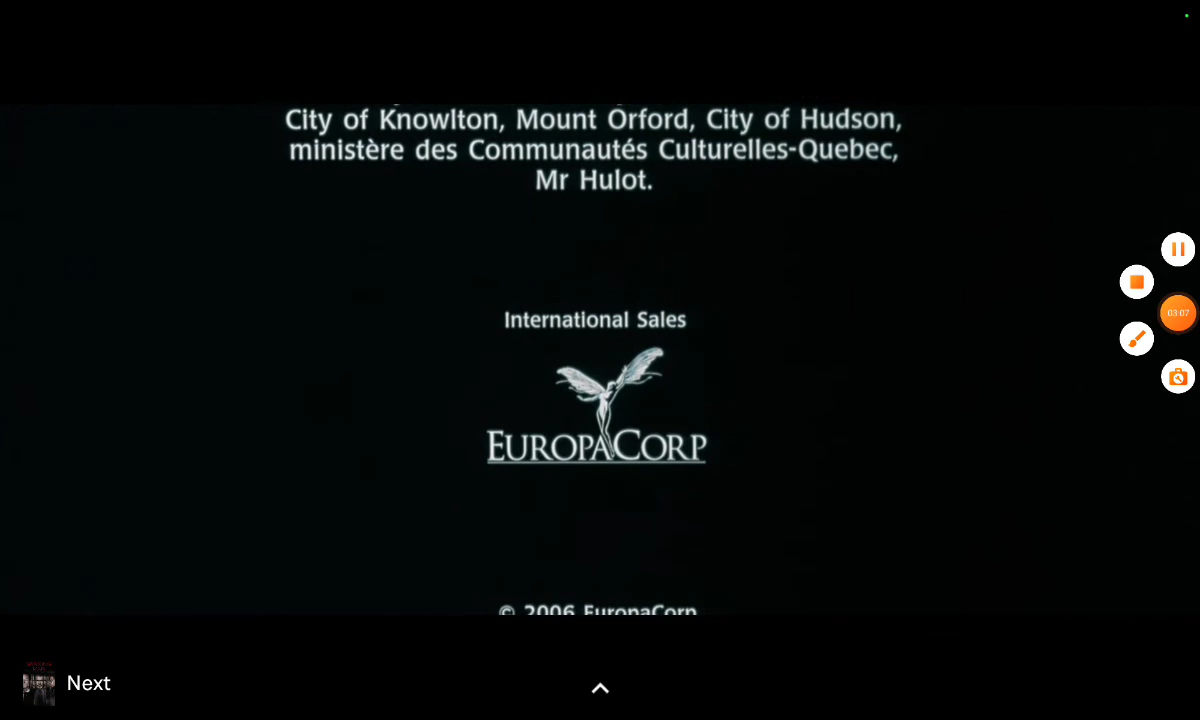 City of Knowlton, Mount Orford, City of Hudson,
ministère des Communautés Culturelles-Quebec,
Mr Hulot.
International Sales
EUROPACORP
© 2006 EuropaCorp
03:07
Next